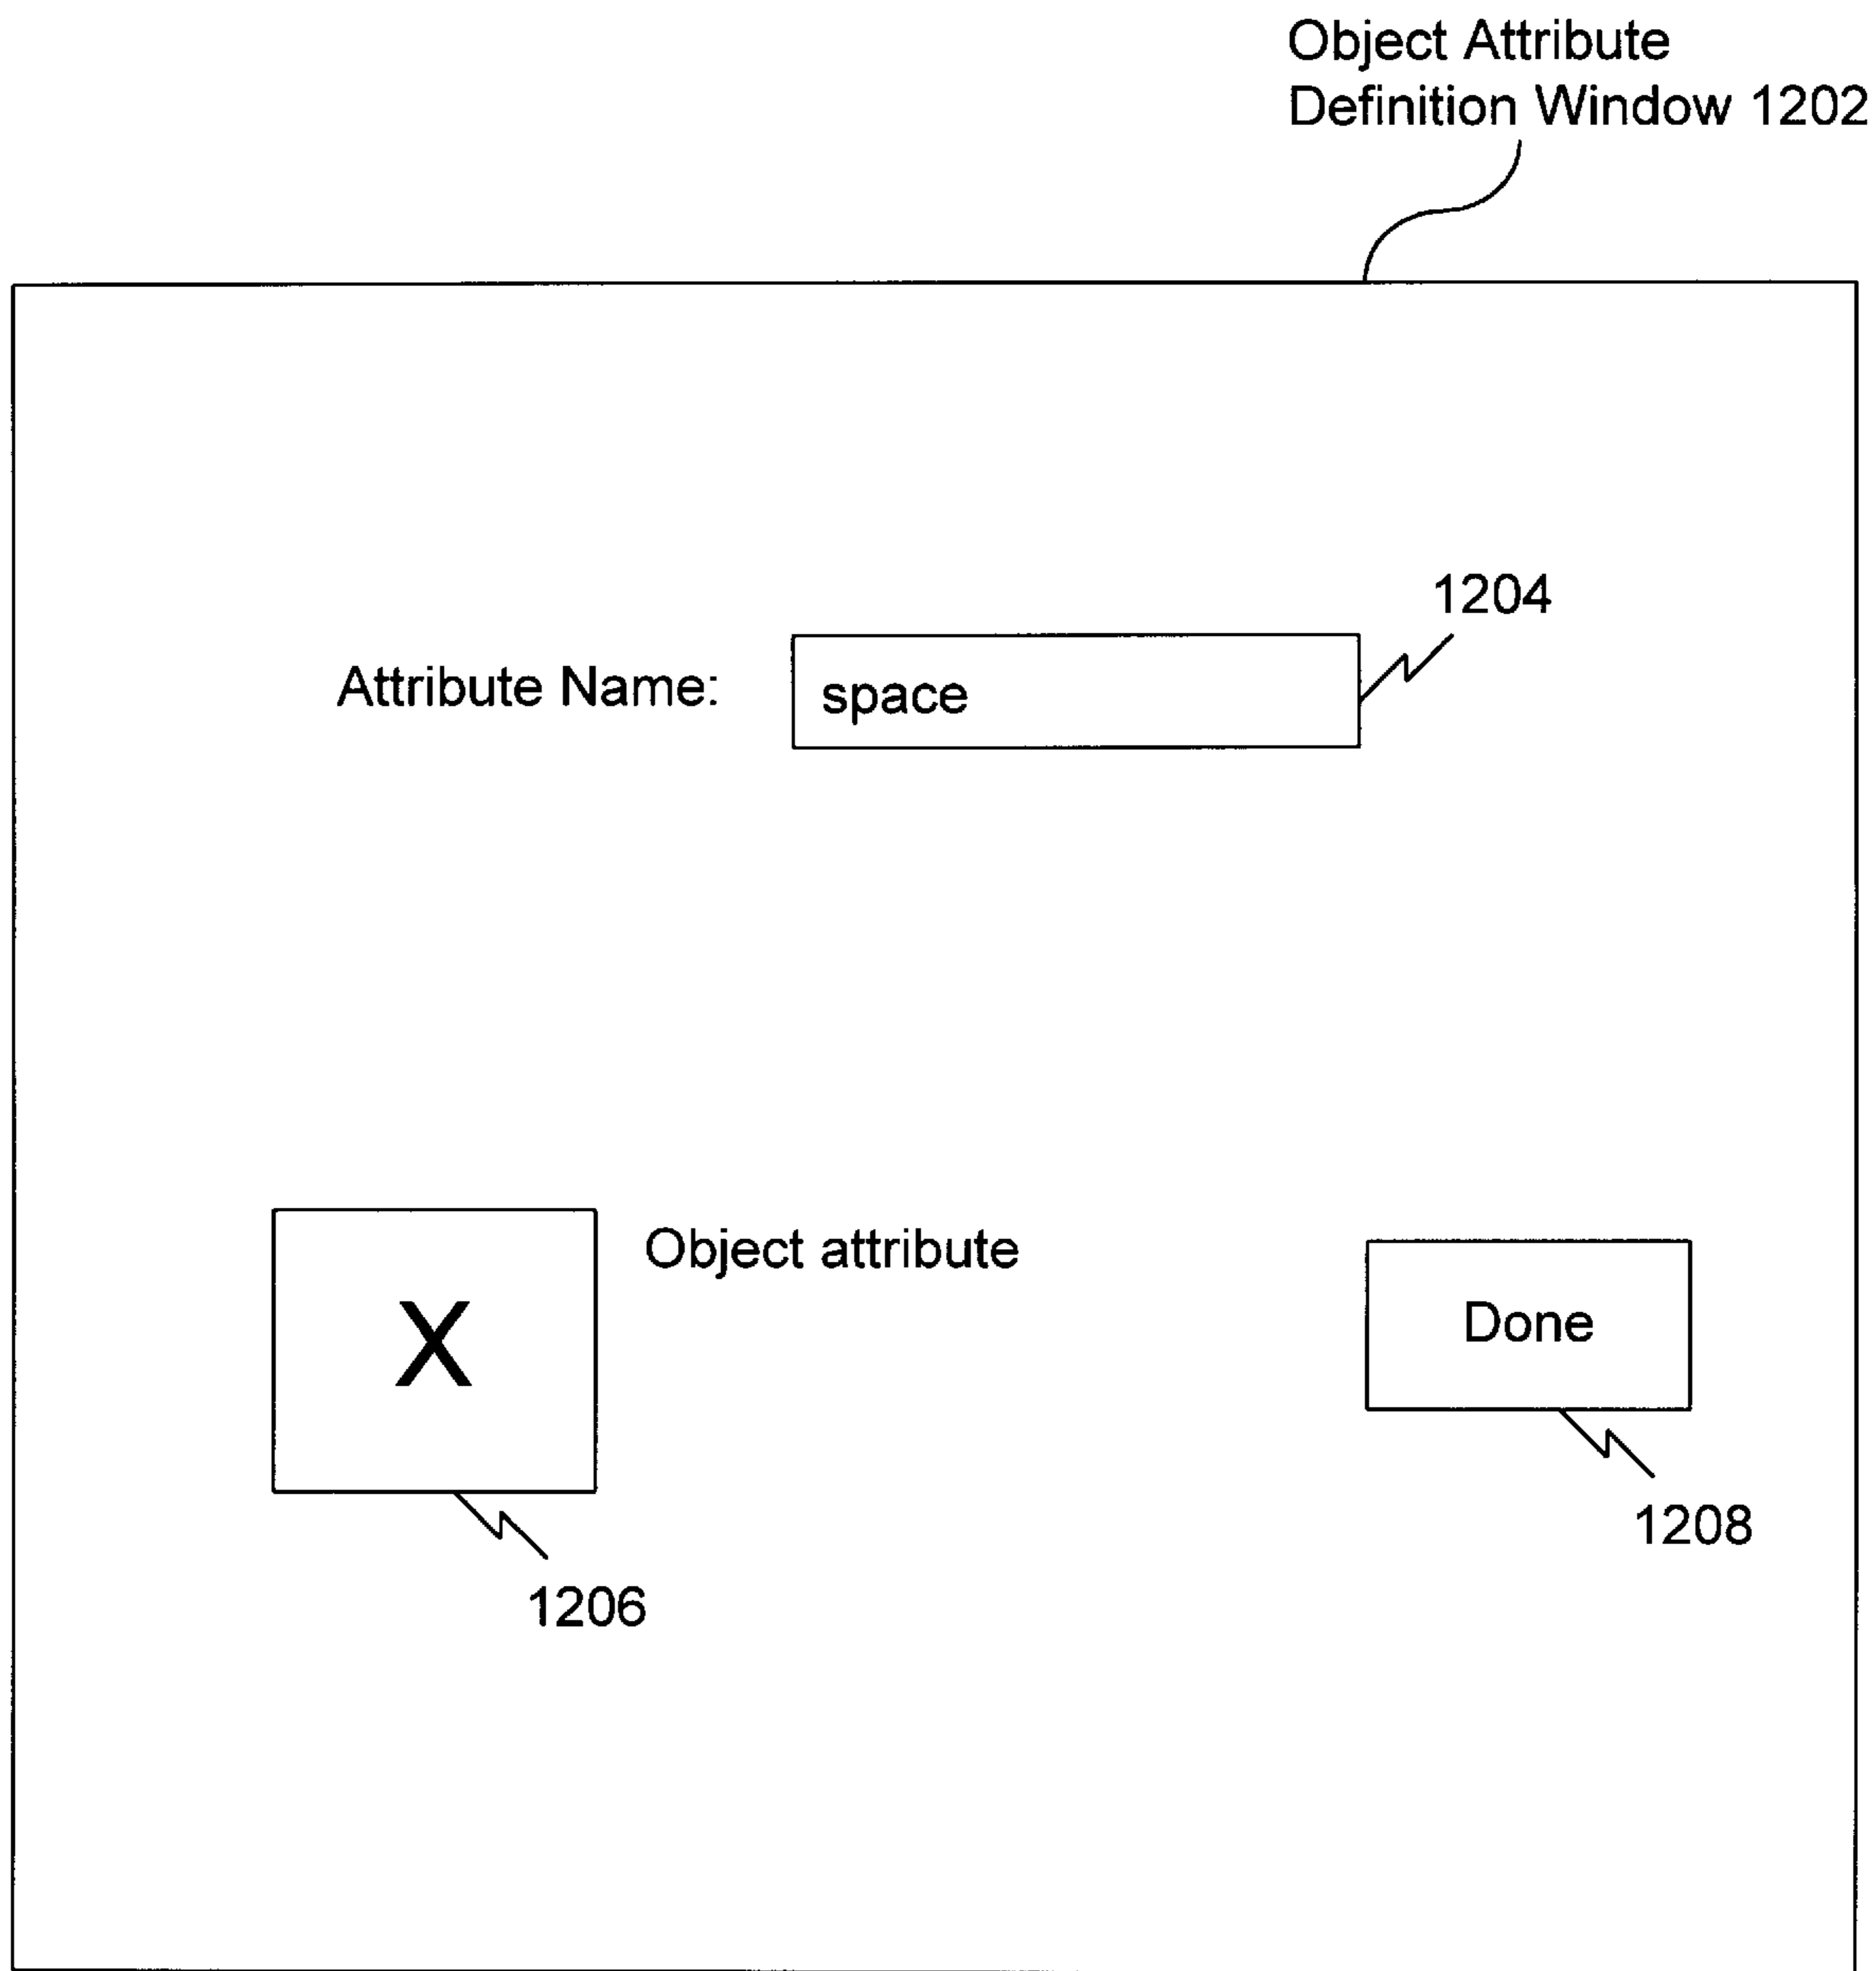 Object Attribute
Definition Window 1202
1204
Attribute Name:
space
Object attribute
X
Done
1208
1206